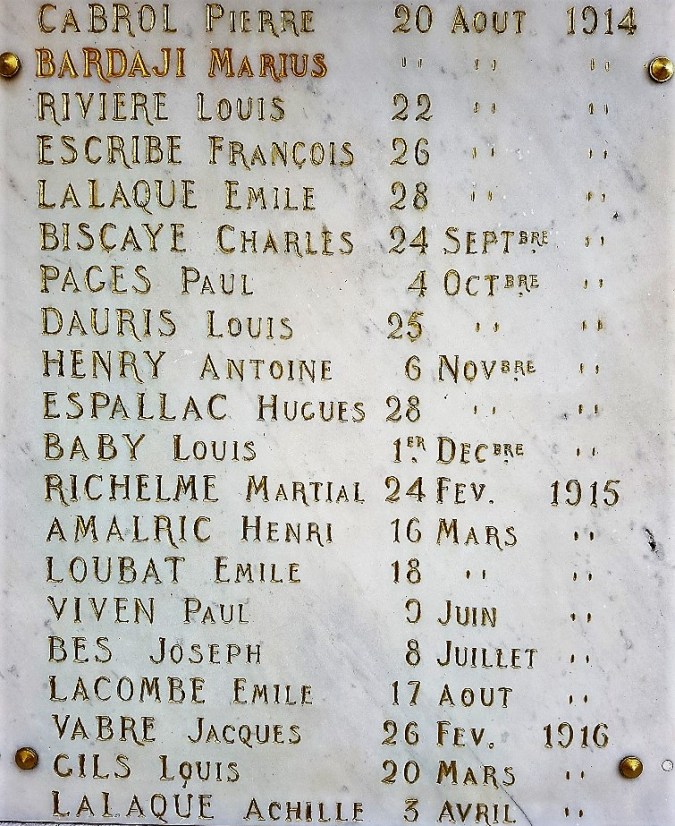 CABROL PIERRE 20 AOUT 1914
BARDAJI MARIUS " " "
RIVIERE LOUIS 22 " "
ESCRIBE FRANÇOIS 26 " "
LALAQUE EMILE 28 " "
BISCAYE CHARLES 24 SEPTBRE "
PAGES PAUL 4 OCTBRE "
DAURIS LOUIS 25 " "
HENRY ANTOINE 6 NOVBRE "
ESPALLAC HUGUES 28 " "
BABY LOUIS 1ER DECBRE "
RICHELME MARTIAL 24 FEV. 1915
AMALRIC HENRI 16 MARS "
LOUBAT EMILE 18 " "
VIVEN PAUL 9 JUIN "
BES JOSEPH 8 JUILLET "
LACOMBE EMILE 17 AOUT "
VABRE JACQUES 26 FEV. 1916
GILS LOUIS 20 MARS "
LALAQUE ACHILLE 3 AVRIL "